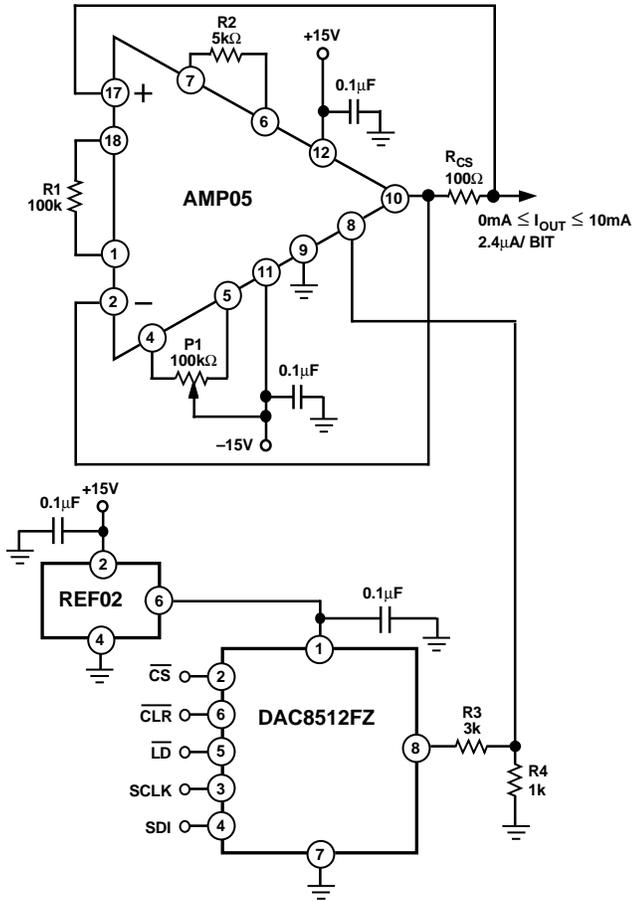 R2
5kΩ
+15V
0.1μF
7
6
12
17
+
18
R1
100k
AMP05
RCS
100Ω
10
0mA ≤ IOUT ≤ 10mA
2.4μA/ BIT
8
9
11
1
2
–
5
4
P1
100kΩ
0.1μF
–15V
+15V
0.1μF
2
REF02
6
4
0.1μF
1
CS
2
CLR
6
DAC8512FZ
LD
5
SCLK
3
SDI
4
8
R3
3k
R4
1k
7